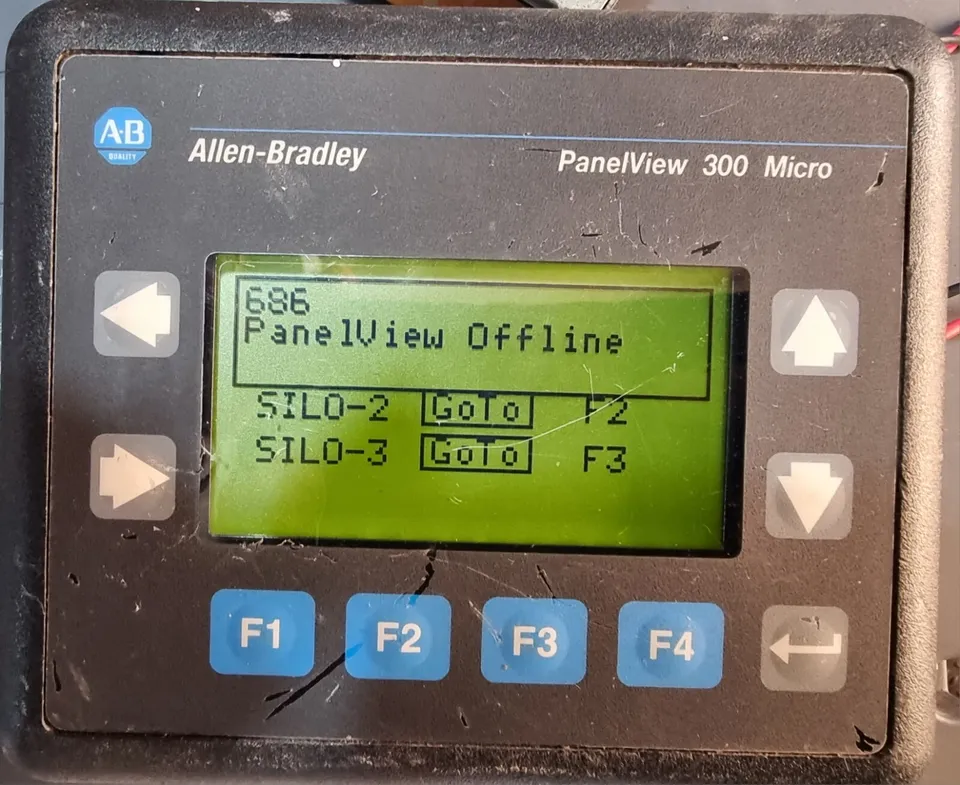 A·B
QUALITY
Allen-Bradley
PanelView 300 Micro
686
PanelView Offline
SILO-2 GoTo F2
SILO-3 GoTo F3
F1 F2 F3 F4